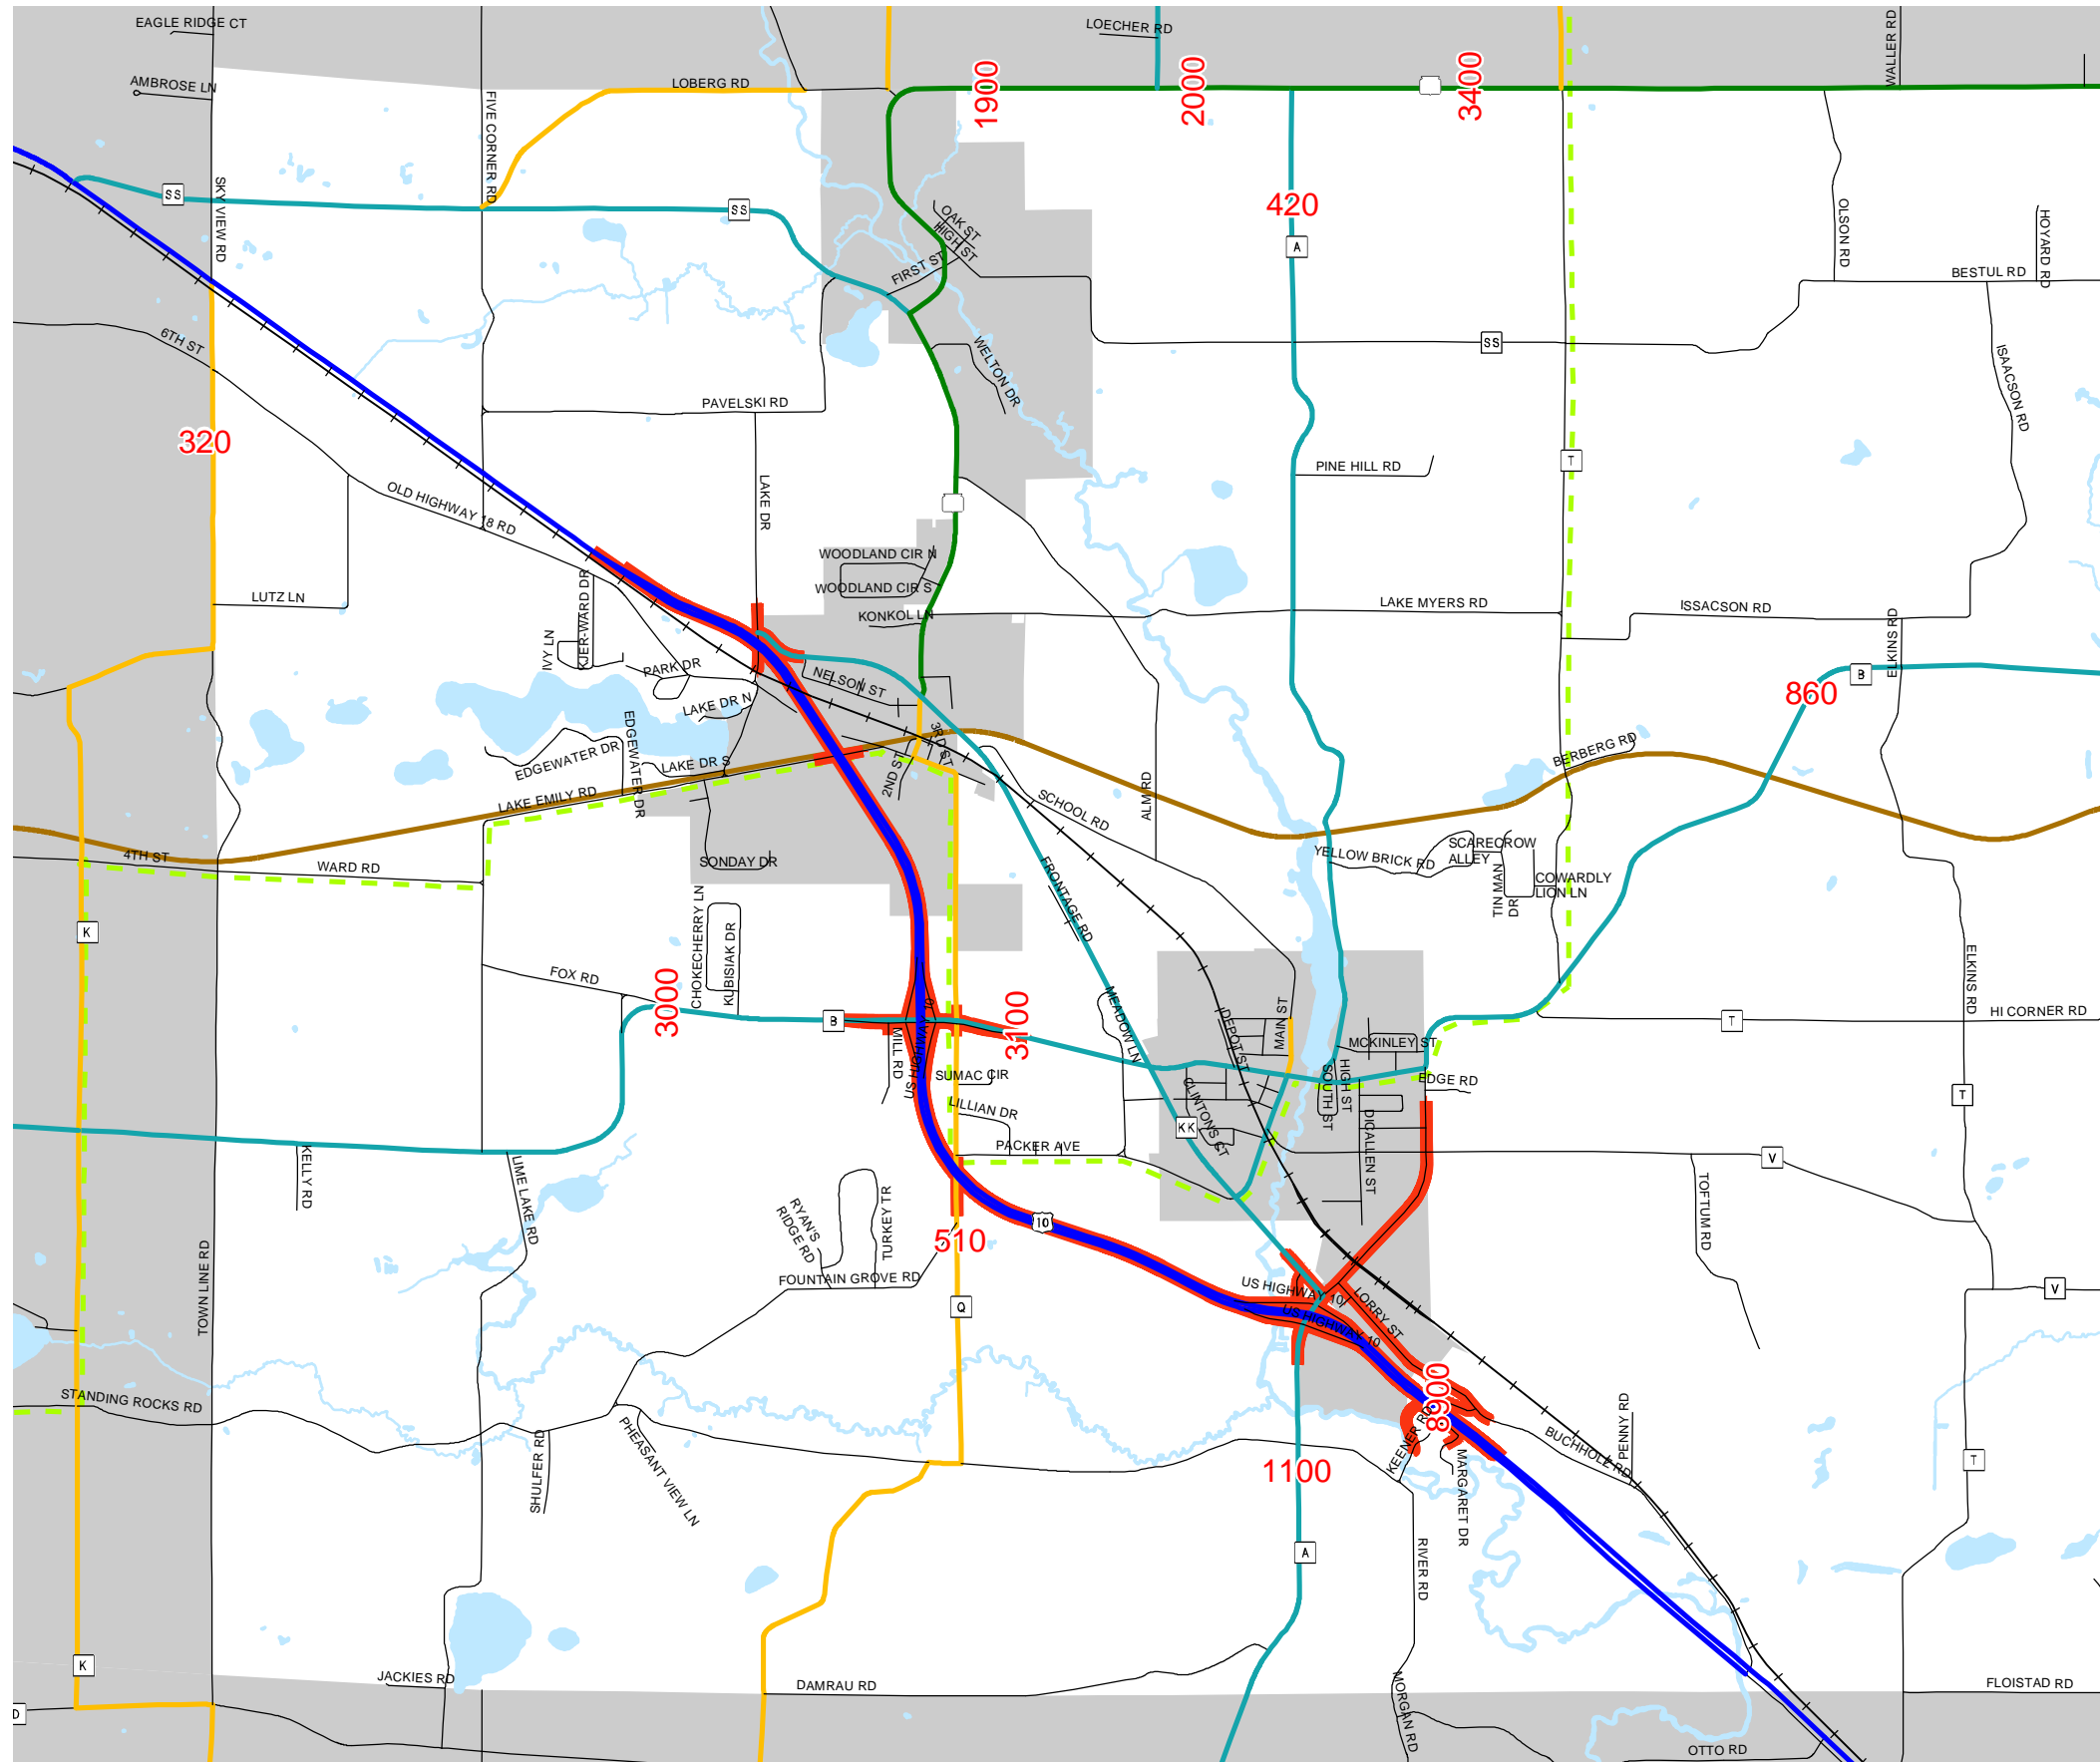 EAGLE RIDGE CT
LOECHER RD
WALLER RD
AMBROSE LN
LOBERG RD
FIVE CORNER RD
1900
2000
3400
SS
SKY VIEW RD
SS
420
A
OAK ST
HIGH ST
FIRST ST
OLSON RD
HOYARD RD
BESTUL RD
6TH ST
WELTON DR
SS
ISACSON RD
PAVELSKI RD
320
T
PINE HILL RD
LAKE DR
OLD HIGHWAY 18 RD
WOODLAND CIR N
WOODLAND CIR S
KONKOL LN
LAKE MYERS RD
ISSACSON RD
LUTZ LN
KJER-WARD DR
IVY LN
ELKINS RD
PARK DR
NELSON ST
B
860
LAKE DR N
EDGEWATER DR
EDGEWATER DR
LAKE DR S
3RD ST
2ND ST
BERBERG RD
LAKE EMILY RD
SCHOOL RD
ALM RD
4TH ST
WARD RD
SONDAY DR
YELLOW BRICK RD
SCARECROW
ALLEY
TINMAN
DR
COWARDLY
LION LN
FRONTAGE RD
CHOKECHERRY LN
KUBISIAK DR
K
FOX RD
3000
B
3100
MEADOW LN
DEPOT ST
MAIN ST
MCKINLEY ST
T
HI CORNER RD
ELKINS RD
MILL RD
US HIGHWAY 10
SUMAC CIR
LILLIAN DR
CLINTON'S CT
SOUTH ST
HIGH ST
EDGE RD
T
KK
DICALLEN ST
PACKER AVE
V
KELLY RD
LIME LAKE RD
TOFTUM RD
RYAN'S
RIDGE RD
TURKEY TR
510
10
TOWN LINE RD
FOUNTAIN GROVE RD
Q
US HIGHWAY 10
US HIGHWAY 10
LORRY ST
V
STANDING ROCKS RD
8900
KEENER RD
PENNY RD
BUCHHOLZ RD
SHULFER RD
PHEASANT VIEW LN
1100
MARGARET DR
T
A
RIVER RD
K
JACKIES RD
DAMRAU RD
MORGAN RD
FLOISTAD RD
D
OTTO RD